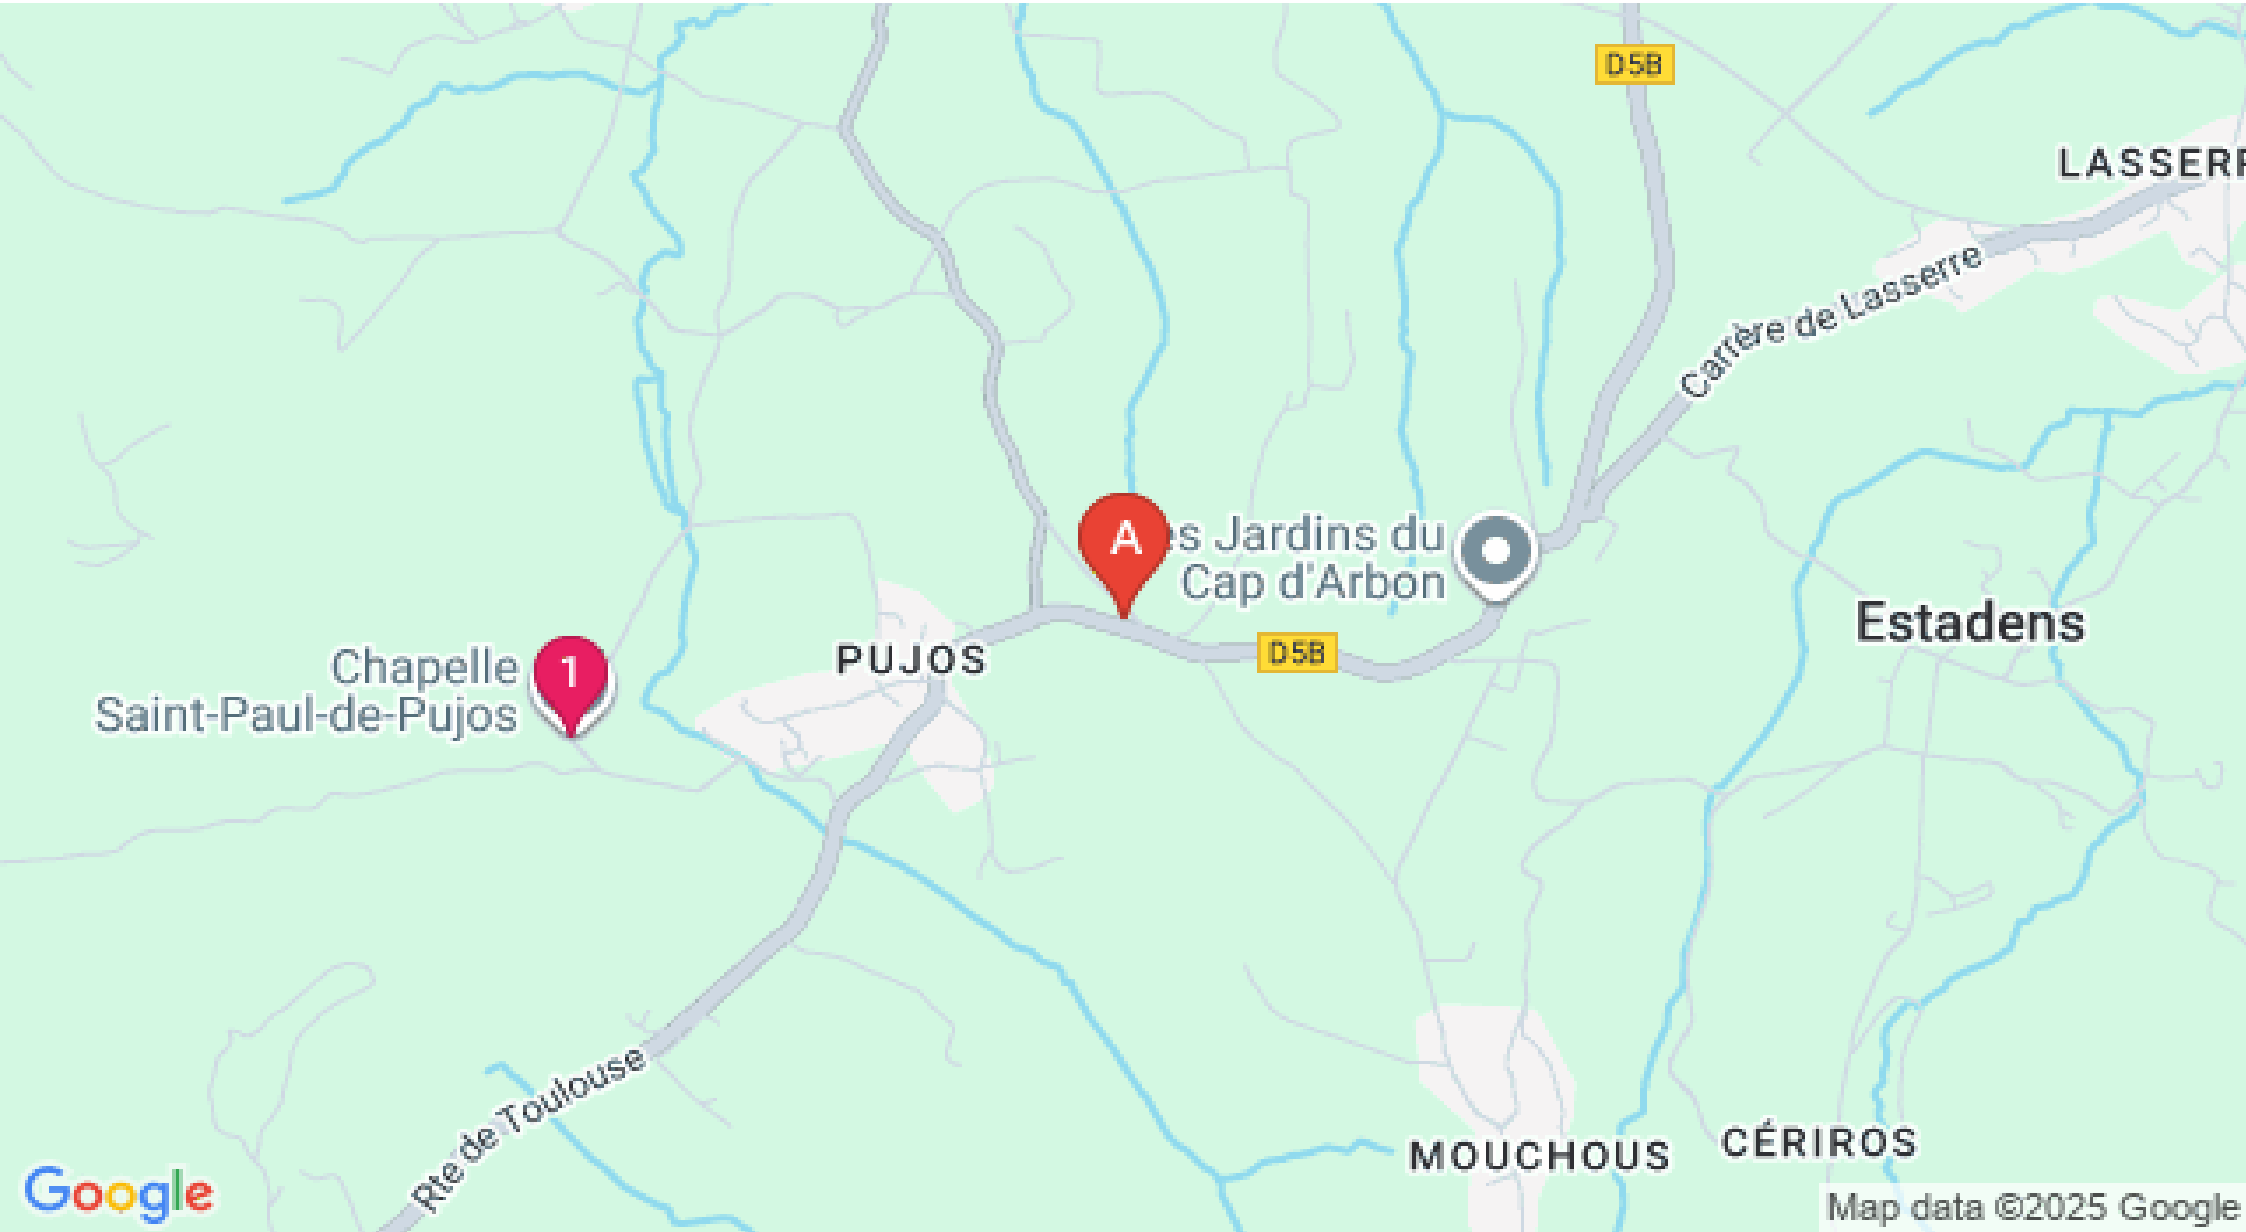 D5B
LASSERR
Carrère de Lasserre
A
es Jardins du
Cap d'Arbon
Estadens
D5B
PUJOS
1
Chapelle
Saint-Paul-de-Pujos
Rte de Toulouse
MOUCHOUS
CÉRIROS
Google
Map data ©2025 Google